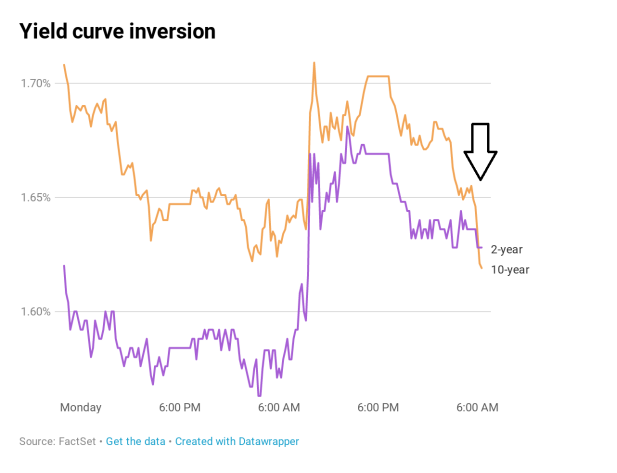 Yield curve inversion
1.70%
1.65%
1.60%
2-year
10-year
Monday 6:00 PM 6:00 AM 6:00 PM 6:00 AM
Source: FactSet • Get the data • Created with Datawrapper